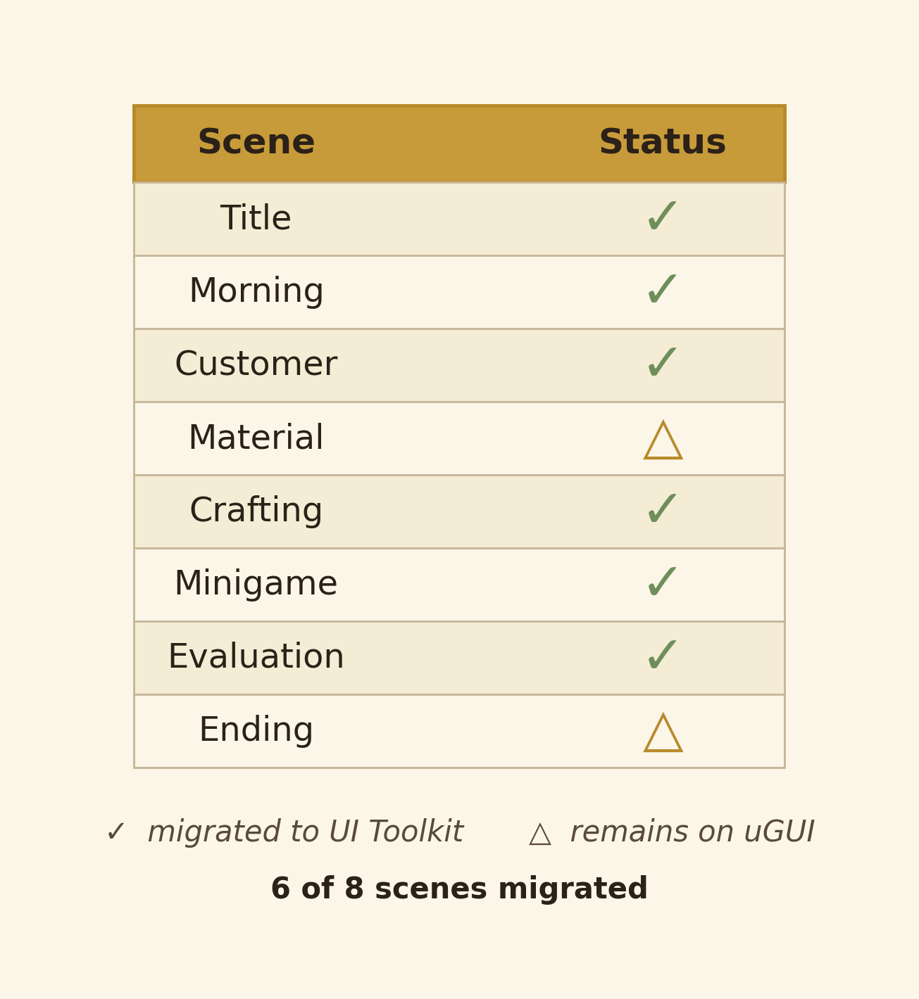 Scene Status
Title ✓
Morning ✓
Customer ✓
Material △
Crafting ✓
Minigame ✓
Evaluation ✓
Ending △
✓ migrated to UI Toolkit △ remains on uGUI
6 of 8 scenes migrated